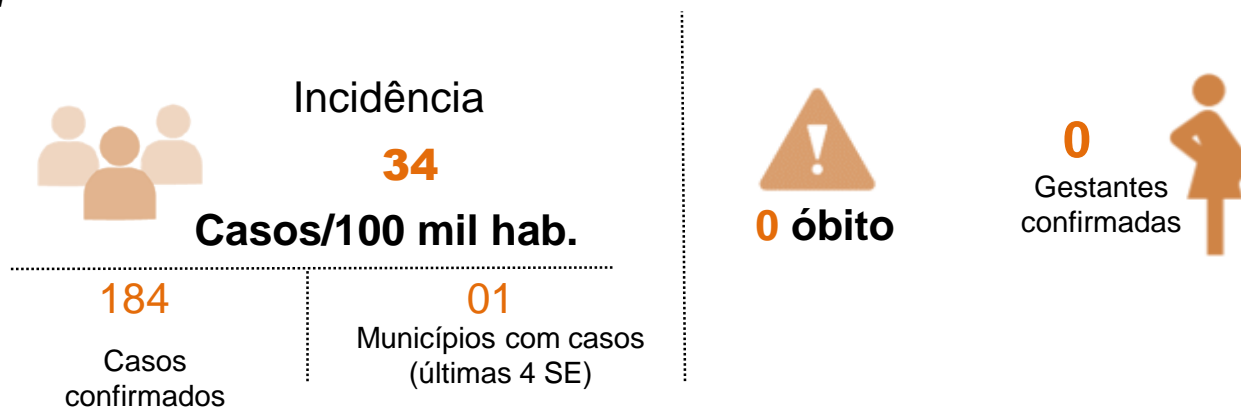 Incidência
34
Casos/100 mil hab.
184
Casos
confirmados
01
Municípios com casos
(últimas 4 SE)
0 óbito
0
Gestantes
confirmadas